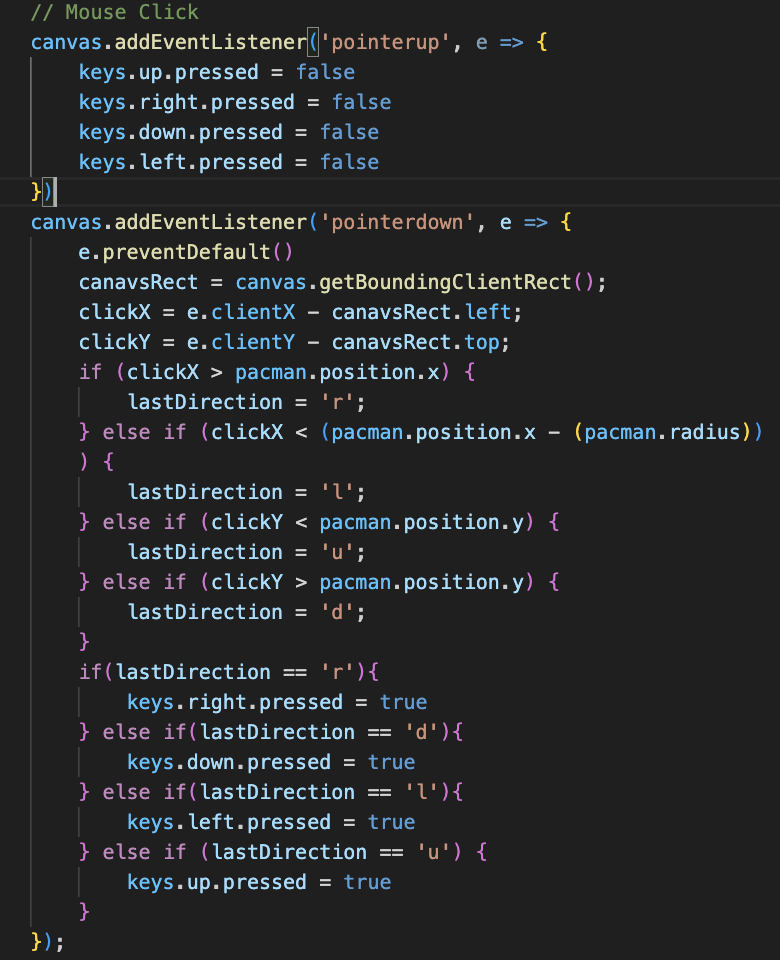 // Mouse Click
canvas.addEventListener('pointerup', e => {
    keys.up.pressed = false
    keys.right.pressed = false
    keys.down.pressed = false
    keys.left.pressed = false
})
canvas.addEventListener('pointerdown', e => {
    e.preventDefault()
    canavsRect = canvas.getBoundingClientRect();
    clickX = e.clientX - canavsRect.left;
    clickY = e.clientY - canavsRect.top;
    if (clickX > pacman.position.x) {
        lastDirection = 'r';
    } else if (clickX < (pacman.position.x - (pacman.radius))
    ) {
        lastDirection = 'l';
    } else if (clickY < pacman.position.y) {
        lastDirection = 'u';
    } else if (clickY > pacman.position.y) {
        lastDirection = 'd';
    }
    if(lastDirection == 'r'){
        keys.right.pressed = true
    } else if(lastDirection == 'd'){
        keys.down.pressed = true
    } else if(lastDirection == 'l'){
        keys.left.pressed = true
    } else if (lastDirection == 'u') {
        keys.up.pressed = true
    }
});